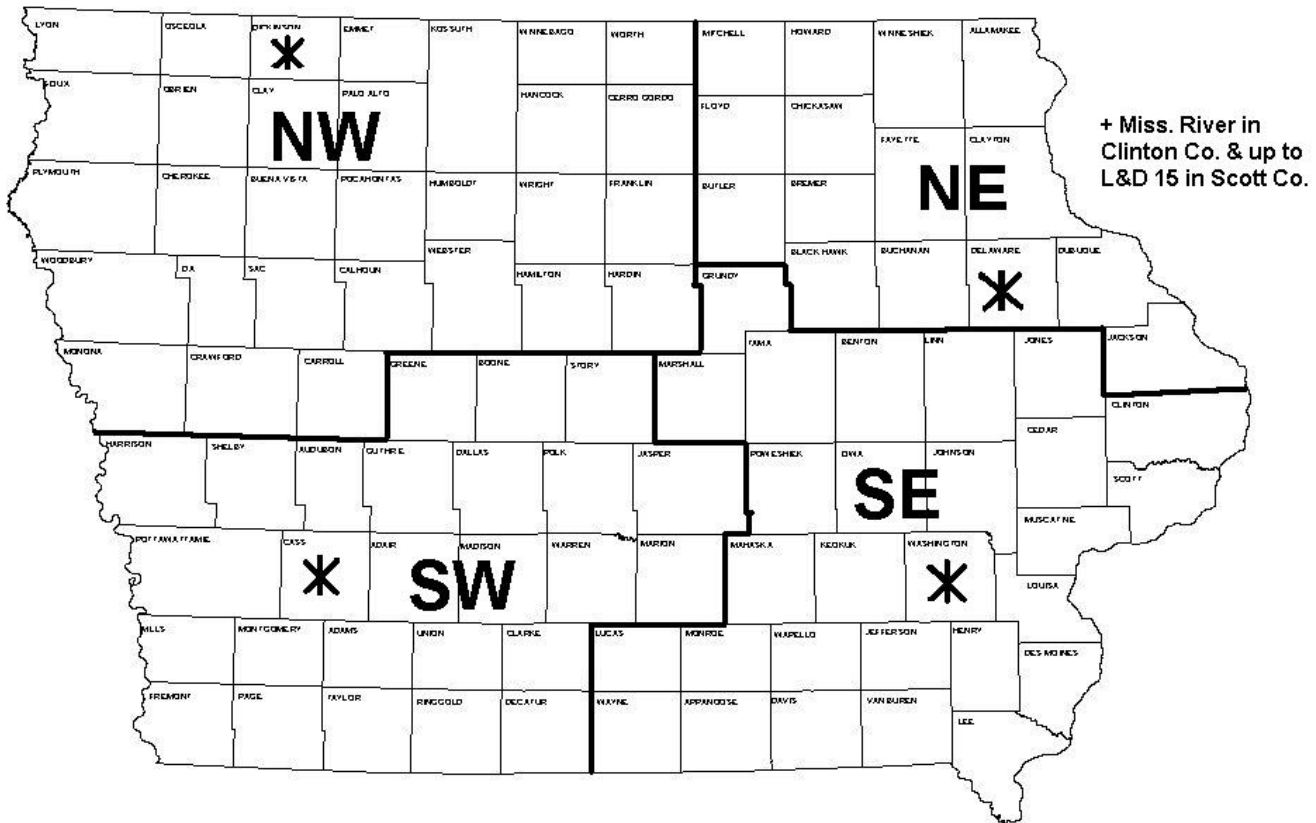 LYON
OSCEOLA
DICKINSON
EMMET
KOSSUTH
WINNEBAGO
WORTH
MITCHELL
HOWARD
WINNESHIEK
ALLAMAKEE
SIOUX
OBRIEN
CLAY
PALO ALTO
HANCOCK
CERRO GORDO
FLOYD
CHICKASAW
+ Miss. River in
Clinton Co. & up to
L&D 15 in Scott Co.
NW
FAYETTE
CLAYTON
NE
PLYMOUTH
CHEROKEE
BUENA VISTA
POCAHONTAS
HUMBOLDT
WRIGHT
FRANKLIN
BUTLER
BREMER
WOODBURY
IDA
SAC
CALHOUN
WEBSTER
HAMILTON
HARDIN
GRUNDY
BLACK HAWK
BUCHANAN
DELAWARE
DUBUQUE
MONONA
CRAWFORD
CARROLL
GREENE
BOONE
STORY
MARSHALL
TAMA
BENTON
LINN
JONES
JACKSON
CLINTON
CEDAR
HARRISON
SHELBY
AUDUBON
GUTHRIE
DALLAS
POLK
JASPER
POWESHIEK
IOWA
JOHNSON
SCOTT
SE
MUSCATINE
POTTAWATTAMIE
CASS
ADAIR
MADISON
WARREN
MARION
MAHASKA
KEOKUK
WASHINGTON
LOUISA
SW
MILLS
MONTGOMERY
ADAMS
UNION
CLARKE
LUCAS
MONROE
WAPELLO
JEFFERSON
HENRY
DES MOINES
FREMONT
PAGE
TAYLOR
RINGGOLD
DECATUR
WAYNE
APPANOOSE
DAVIS
VAN BUREN
LEE